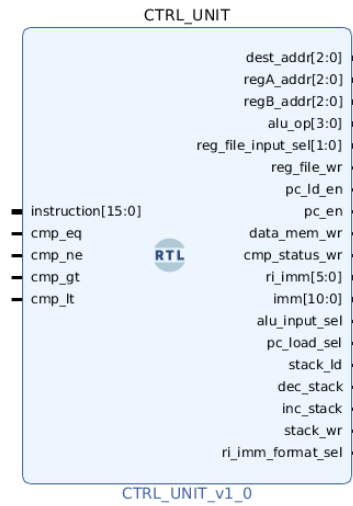 CTRL_UNIT
dest_addr[2:0]
regA_addr[2:0]
regB_addr[2:0]
alu_op[3:0]
reg_file_input_sel[1:0]
reg_file_wr
pc_ld_en
instruction[15:0] pc_en
cmp_eq data_mem_wr
cmp_ne RTL cmp_status_wr
cmp_gt ri_imm[5:0]
cmp_lt imm[10:0]
alu_input_sel
pc_load_sel
stack_ld
dec_stack
inc_stack
stack_wr
ri_imm_format_sel
CTRL_UNIT_v1_0